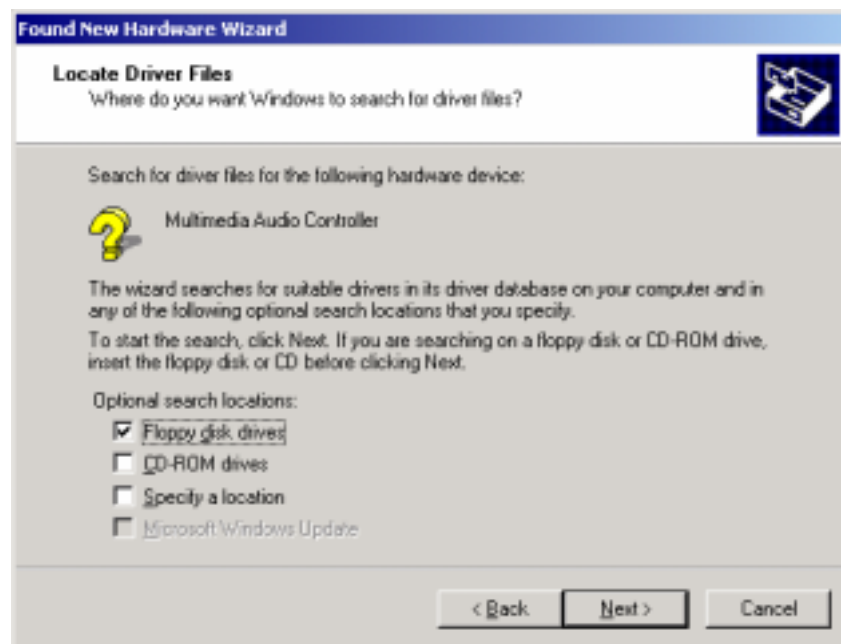 Found New Hardware Wizard
Locate Driver Files
Where do you want Windows to search for driver files?
Search for driver files for the following hardware device:
Multimedia Audio Controller
The wizard searches for suitable drivers in its driver database on your computer and in
any of the following optional search locations that you specify.
To start the search, click Next. If you are searching on a floppy disk or CD-ROM drive,
insert the floppy disk or CD before clicking Next.
Optional search locations:
Floppy disk drives
CD-ROM drives
Specify a location
Microsoft Windows Update
< Back Next > Cancel